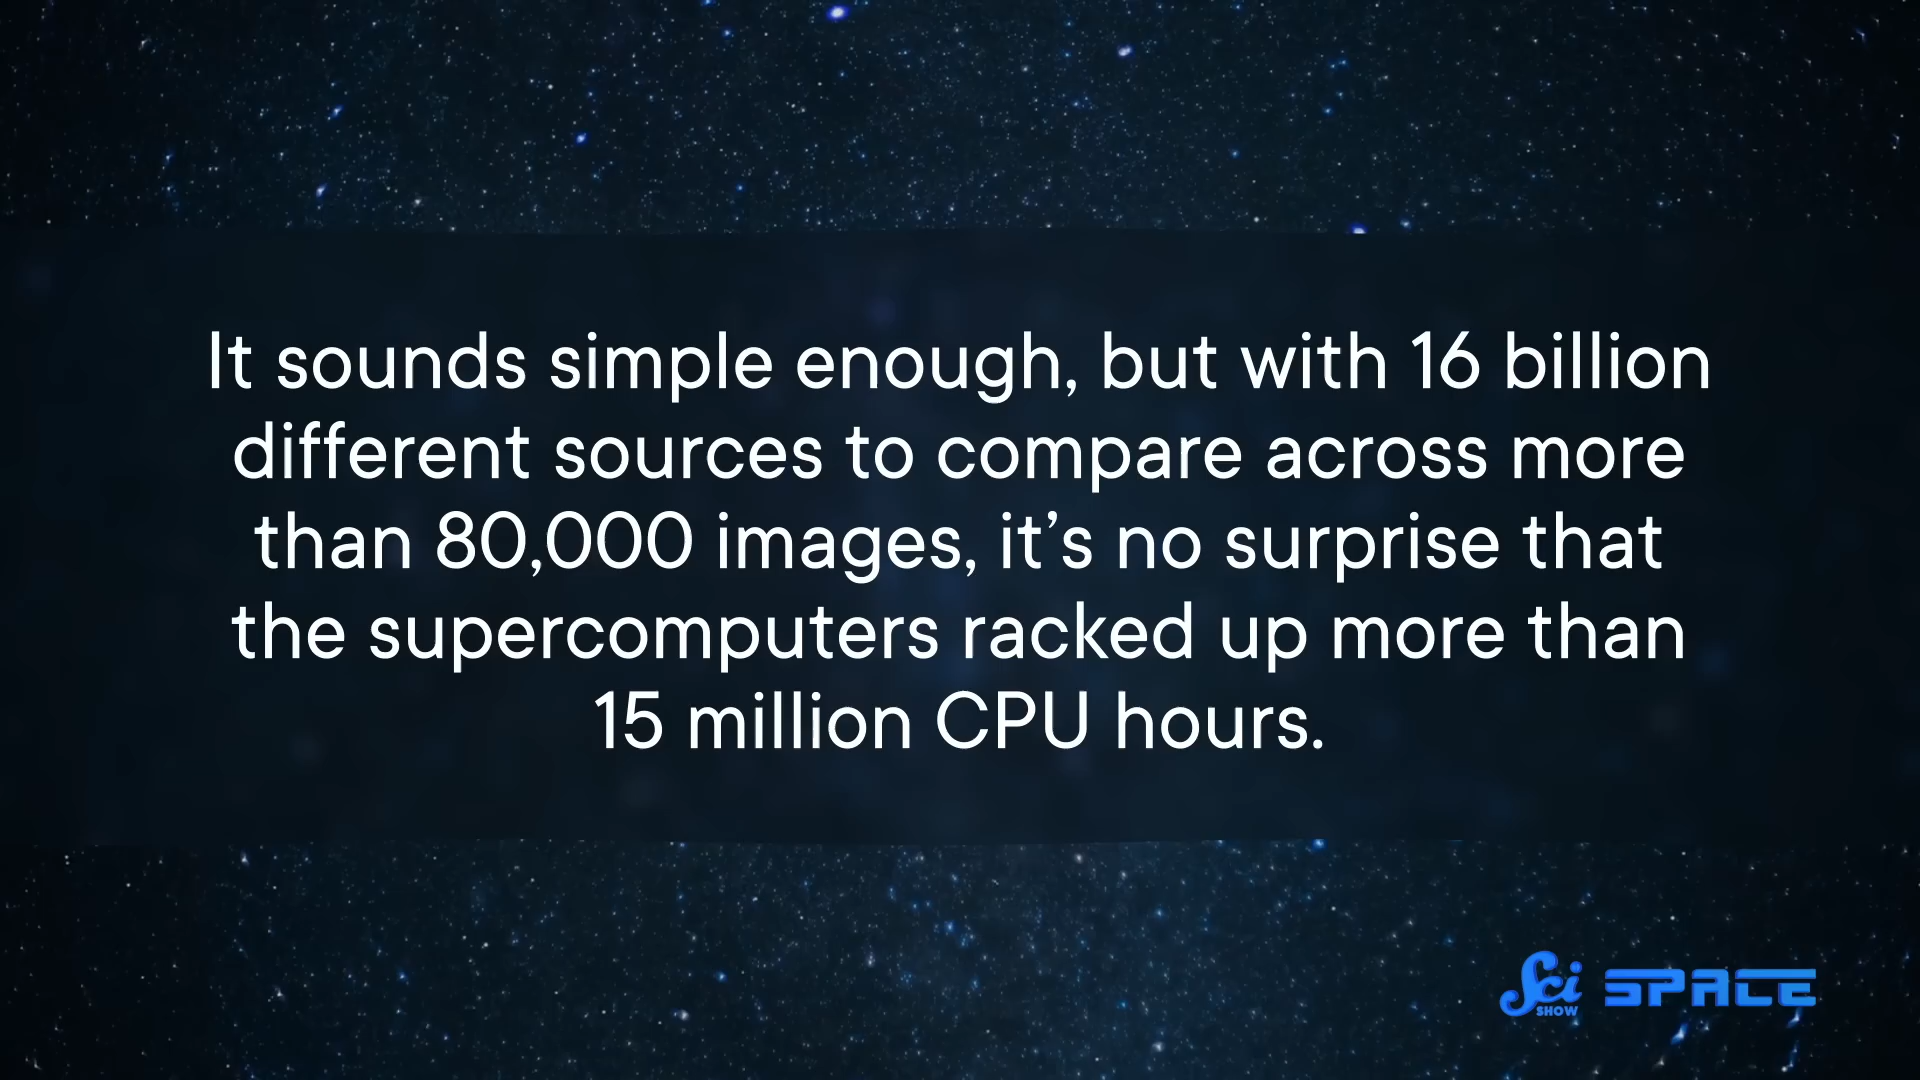 It sounds simple enough, but with 16 billion
different sources to compare across more
than 80,000 images, it’s no surprise that
the supercomputers racked up more than
15 million CPU hours.
Sci SHOW SPACE